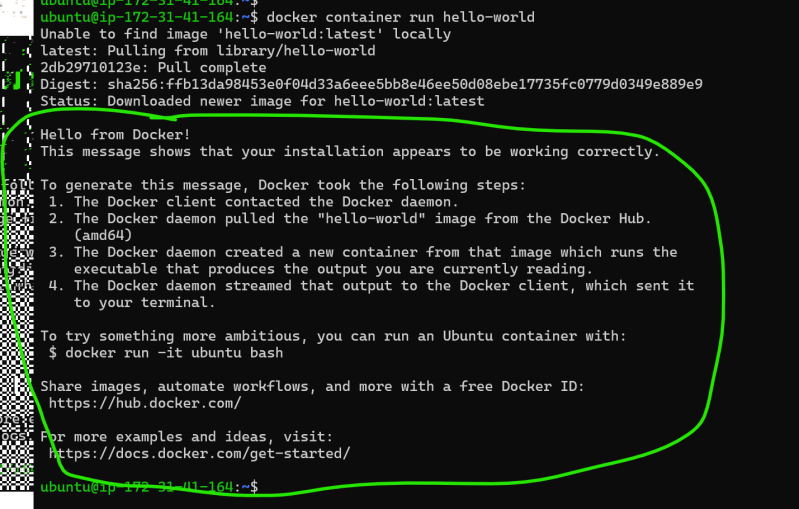 ubuntu@ip-172-31-41-164:~$
ubuntu@ip-172-31-41-164:~$ docker container run hello-world
Unable to find image 'hello-world:latest' locally
latest: Pulling from library/hello-world
2db29710123e: Pull complete
Digest: sha256:ffb13da98453e0f04d33a6eee5bb8e46ee50d08ebe17735fc0779d0349e889e9
Status: Downloaded newer image for hello-world:latest
Hello from Docker!
This message shows that your installation appears to be working correctly.
To generate this message, Docker took the following steps:
1. The Docker client contacted the Docker daemon.
2. The Docker daemon pulled the "hello-world" image from the Docker Hub.
(amd64)
3. The Docker daemon created a new container from that image which runs the
executable that produces the output you are currently reading.
4. The Docker daemon streamed that output to the Docker client, which sent it
to your terminal.
To try something more ambitious, you can run an Ubuntu container with:
$ docker run -it ubuntu bash
Share images, automate workflows, and more with a free Docker ID:
https://hub.docker.com/
For more examples and ideas, visit:
https://docs.docker.com/get-started/
ubuntu@ip-172-31-41-164:~$